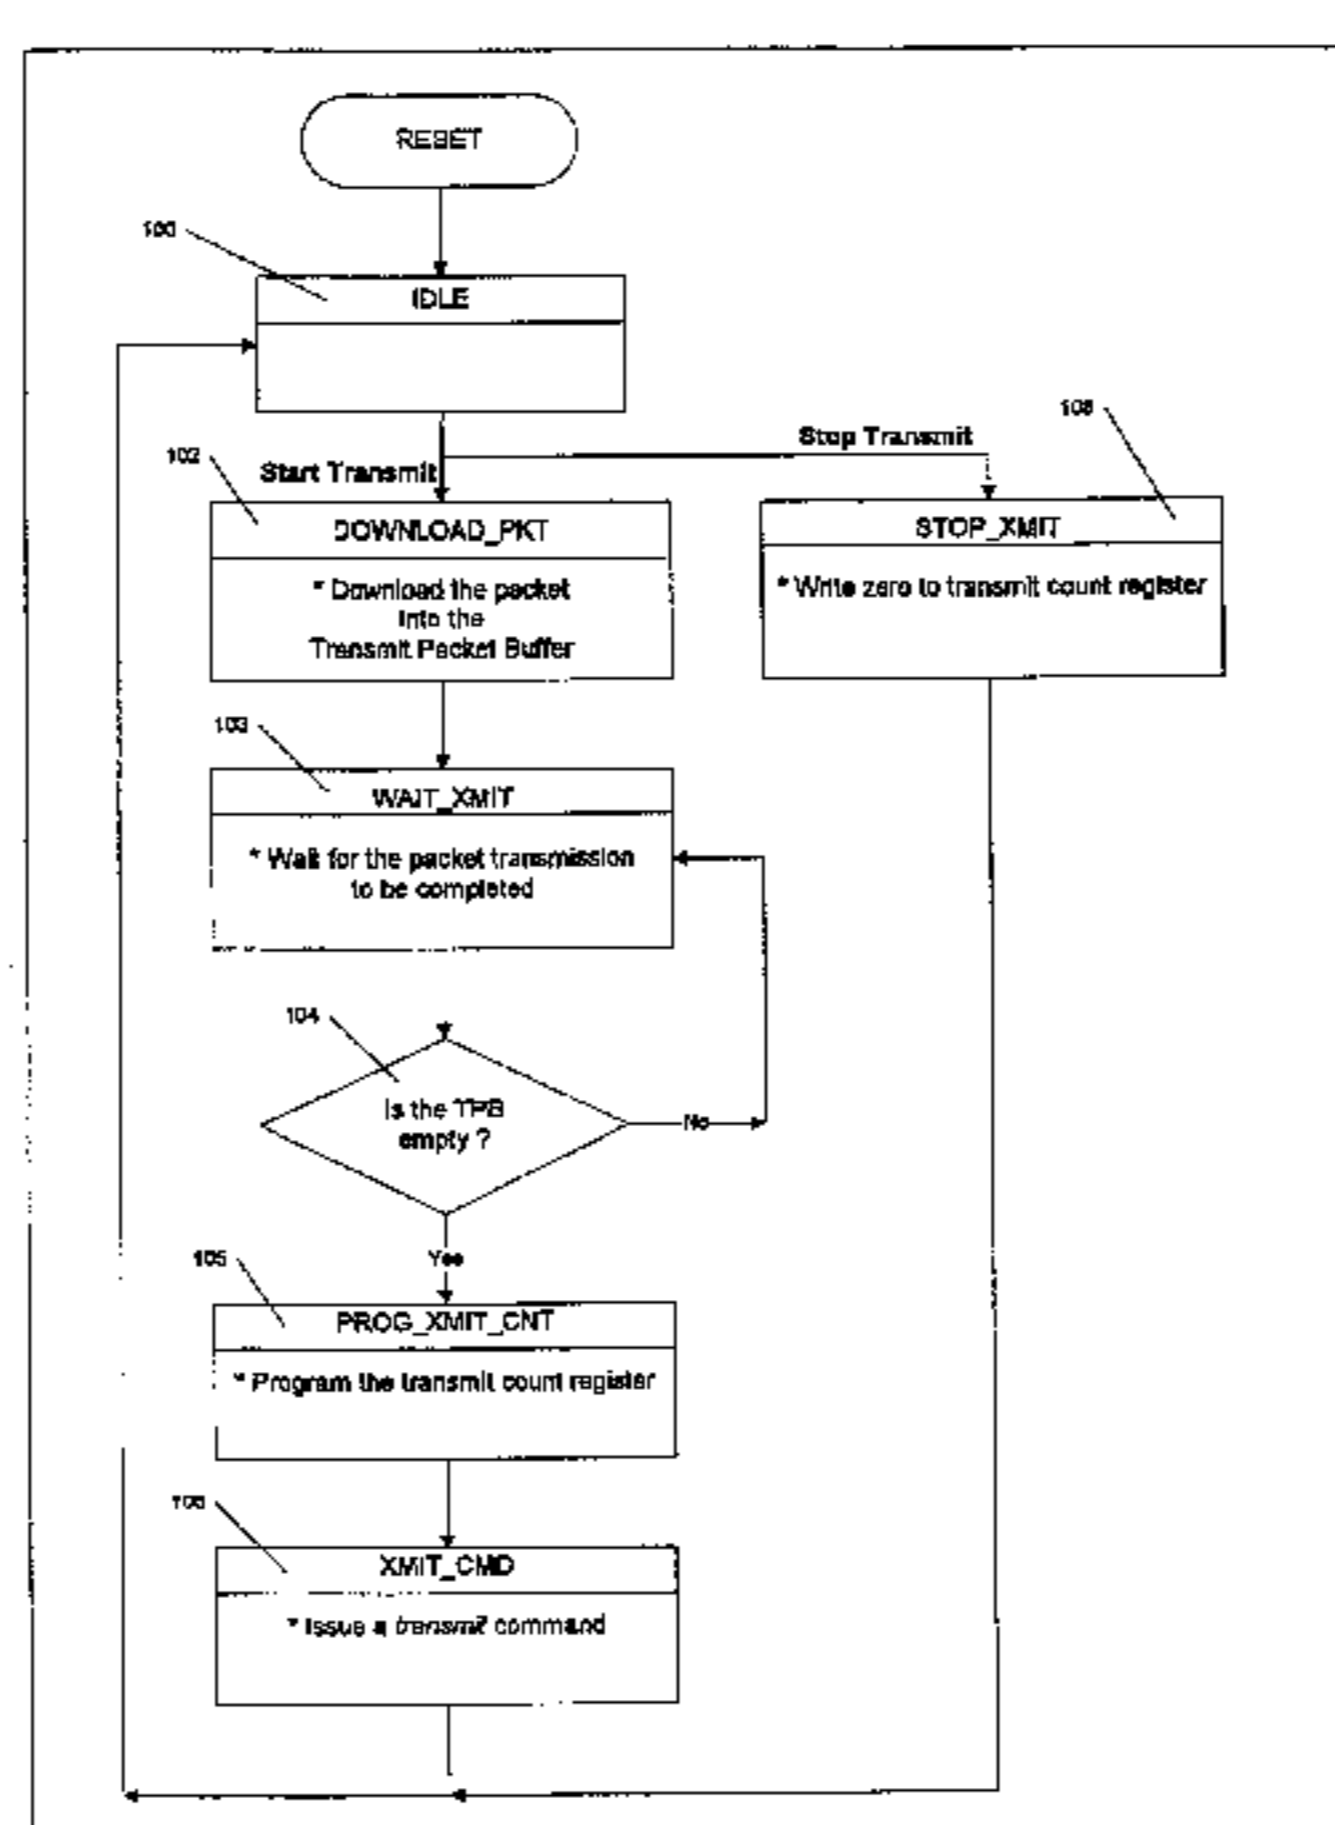 RESET
100
IDLE
108
Stop Transmit
102
Start Transmit
DOWNLOAD_PKT
STOP_XMIT
* Download the packet
into the
Transmit Packet Buffer
* Write zero to transmit count register
103
WAIT_XMIT
* Wait for the packet transmission
to be completed
104
Is the TPB
empty ?
No
Yes
105
PROG_XMIT_CNT
* Program the transmit count register
XMIT_CMD
* Issue a transmit command